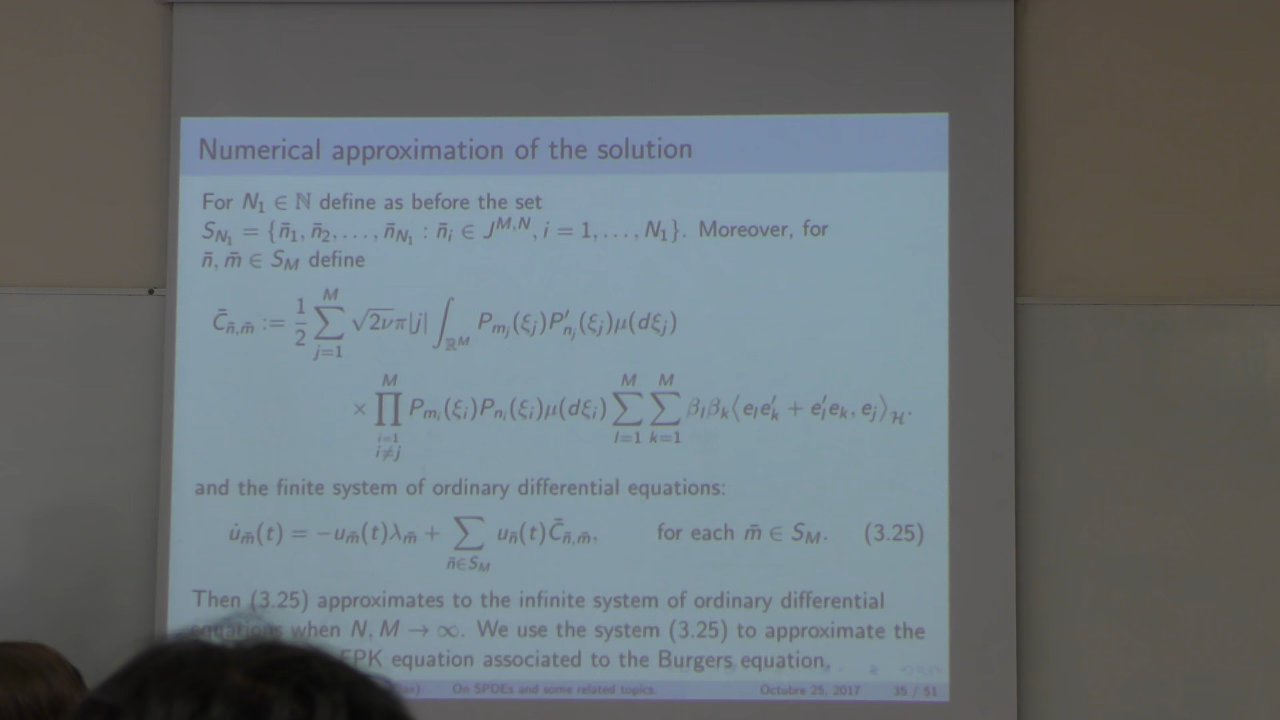 Numerical approximation of the solution
For N₁ ∈ ℕ define as before the set
S_{N₁} = {n̄₁, n̄₂, . . . , n̄_{N₁} : n̄ᵢ ∈ J^{M,N}, i = 1, . . . , N₁}. Moreover, for
n̄, m̄ ∈ S_M define
C̄_{n̄,m̄} := 1/2 ∑_{j=1}^{M} √2ν π|j| ∫_{ℝ^M} P_{m_j}(ξ_j)P′_{n_j}(ξ_j)μ(dξ_j)
× ∏_{i=1, i≠j}^{M} P_{m_i}(ξ_i)P_{n_i}(ξ_i)μ(dξ_i) ∑_{l=1}^{M} ∑_{k=1}^{M} β_lβ_k⟨e_le′_k + e′_le_k, e_j⟩_ℋ.
and the finite system of ordinary differential equations:
u̇_{m̄}(t) = −u_{m̄}(t)λ_{m̄} + ∑_{n̄∈S_M} u_{n̄}(t)C̄_{n̄,m̄}, for each m̄ ∈ S_M. (3.25)
Then (3.25) approximates to the infinite system of ordinary differential
equations when N, M → ∞. We use the system (3.25) to approximate the
FPK equation associated to the Burgers equation,
On SPDEs and some related topics Octubre 25, 2017 35 / 51